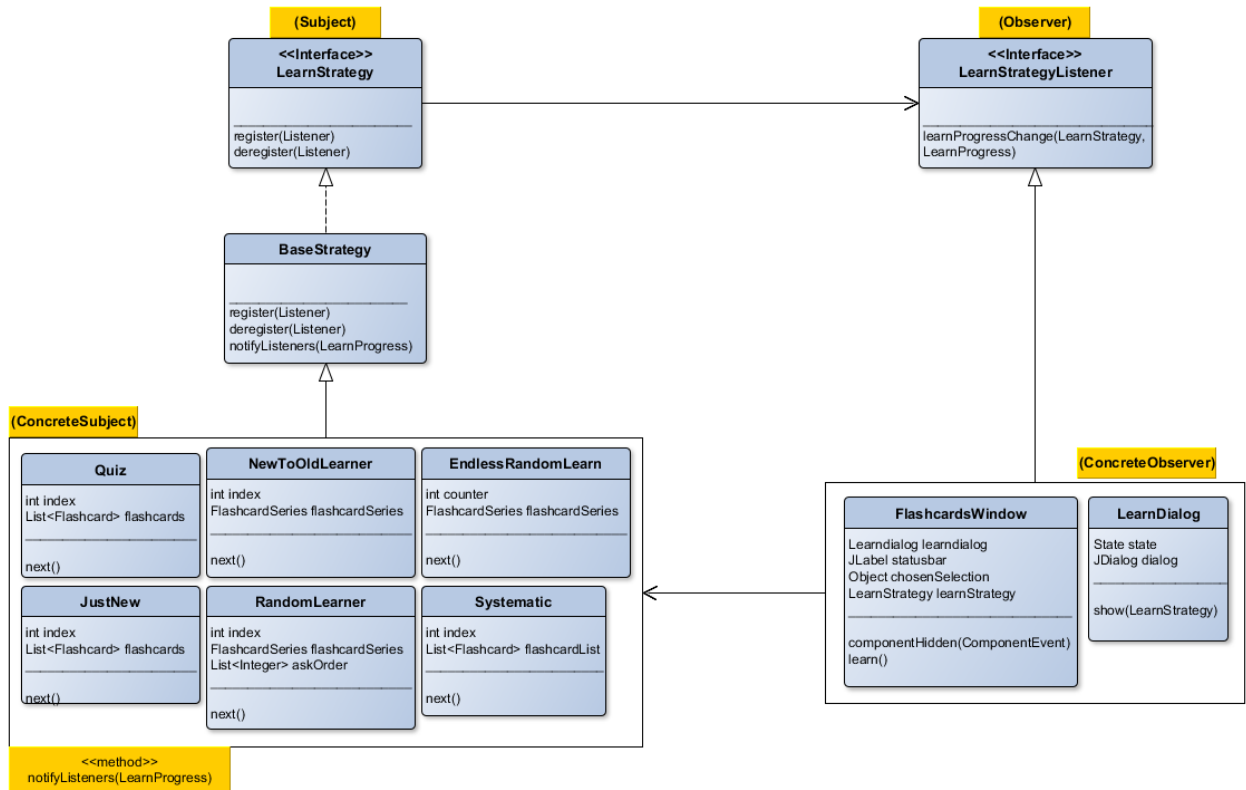 (Subject)
<<Interface>>
LearnStrategy
register(Listener)
deregister(Listener)
(Observer)
<<Interface>>
LearnStrategyListener
learnProgressChange(LearnStrategy,
LearnProgress)
BaseStrategy
register(Listener)
deregister(Listener)
notifyListeners(LearnProgress)
(ConcreteSubject)
Quiz
int index
List<Flashcard> flashcards
next()
NewToOldLearner
int index
FlashcardSeries flashcardSeries
next()
EndlessRandomLearn
int counter
FlashcardSeries flashcardSeries
next()
JustNew
int index
List<Flashcard> flashcards
next()
RandomLearner
int index
FlashcardSeries flashcardSeries
List<Integer> askOrder
next()
Systematic
int index
List<Flashcard> flashcardList
next()
<<method>>
notifyListeners(LearnProgress)
(ConcreteObserver)
FlashcardsWindow
Learndialog learndialog
JLabel statusbar
Object chosenSelection
LearnStrategy learnStrategy
componentHidden(ComponentEvent)
learn()
LearnDialog
State state
JDialog dialog
show(LearnStrategy)